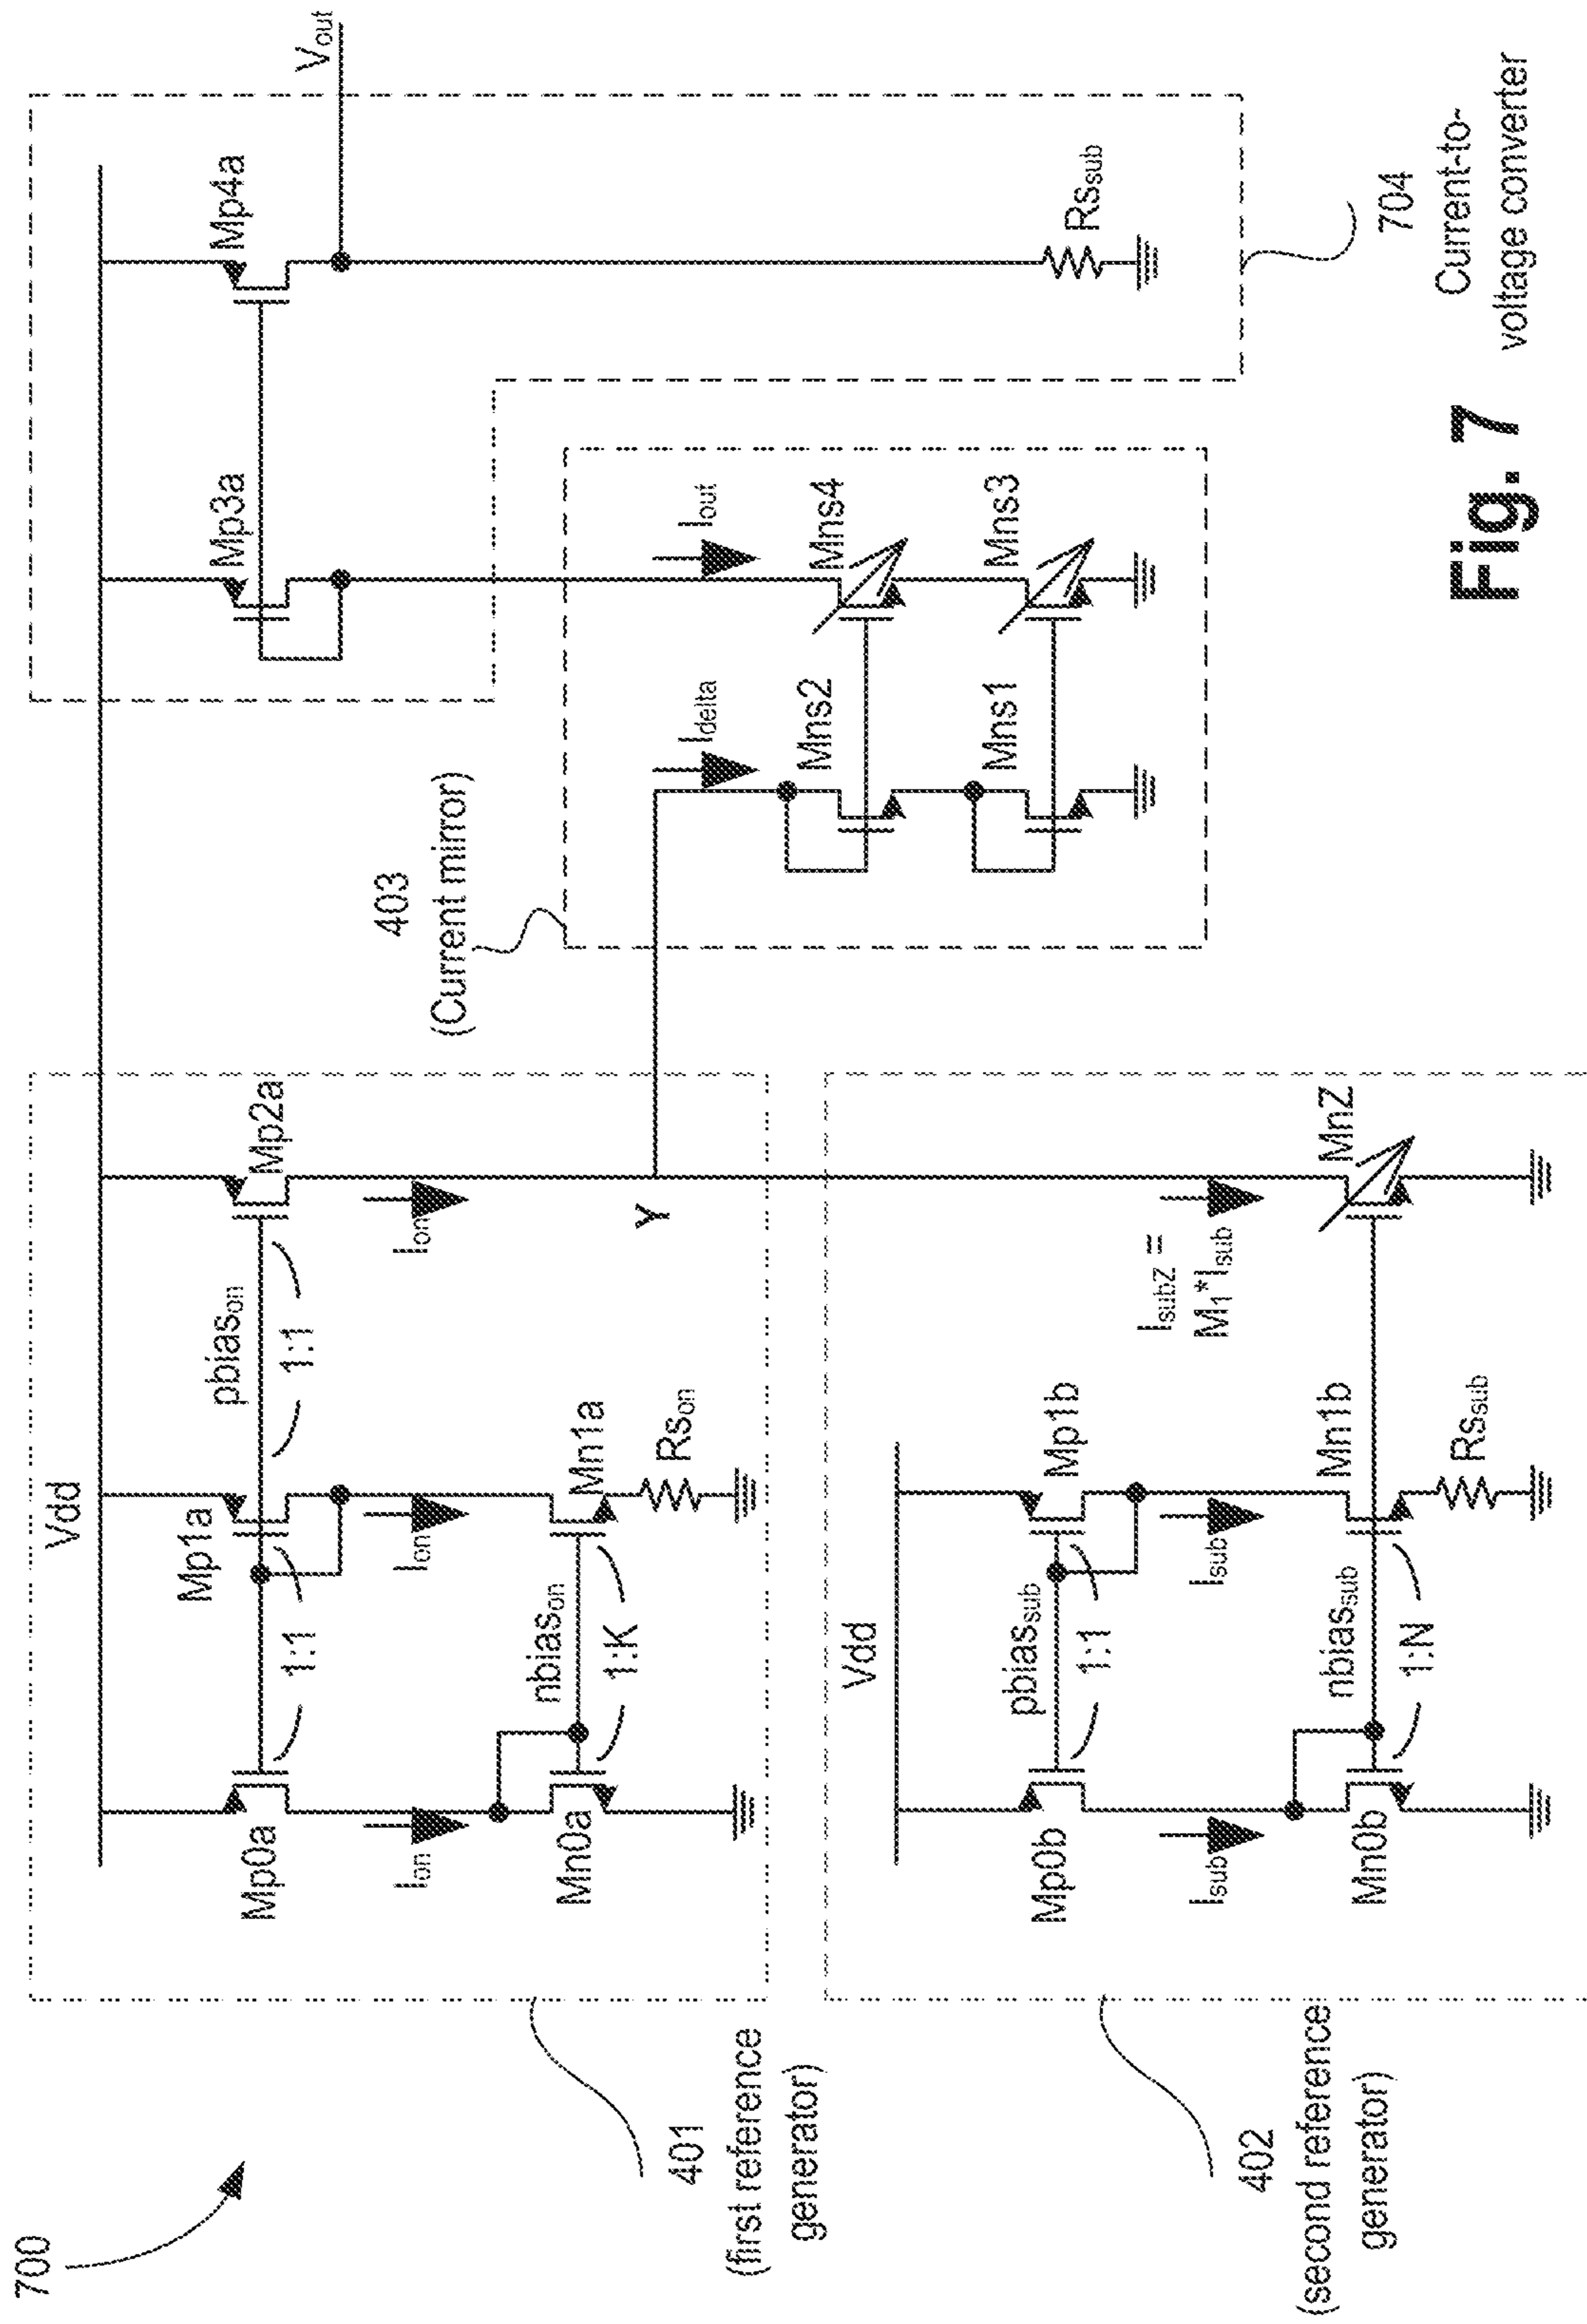 700
401
(first reference
generator)
Vdd
Mp0a
1:1
Mp1a
pbiason
1:1
Mp2a
Ion
Ion
Ion
Mn0a
nbiason
1:K
Mn1a
Rson
Y
402
(second reference
generator)
Vdd
Mp0b
pbiassub
1:1
Mp1b
Isub
Isub
IsubZ =
M1*Isub
Mn0b
nbiassub
1:N
Mn1b
MnZ
Rssub
403
(Current mirror)
Idelta
Iout
Mns2
Mns4
Mns1
Mns3
Mp3a
Mp4a
Vout
Rssub
704
Current-to-
voltage converter
Fig. 7